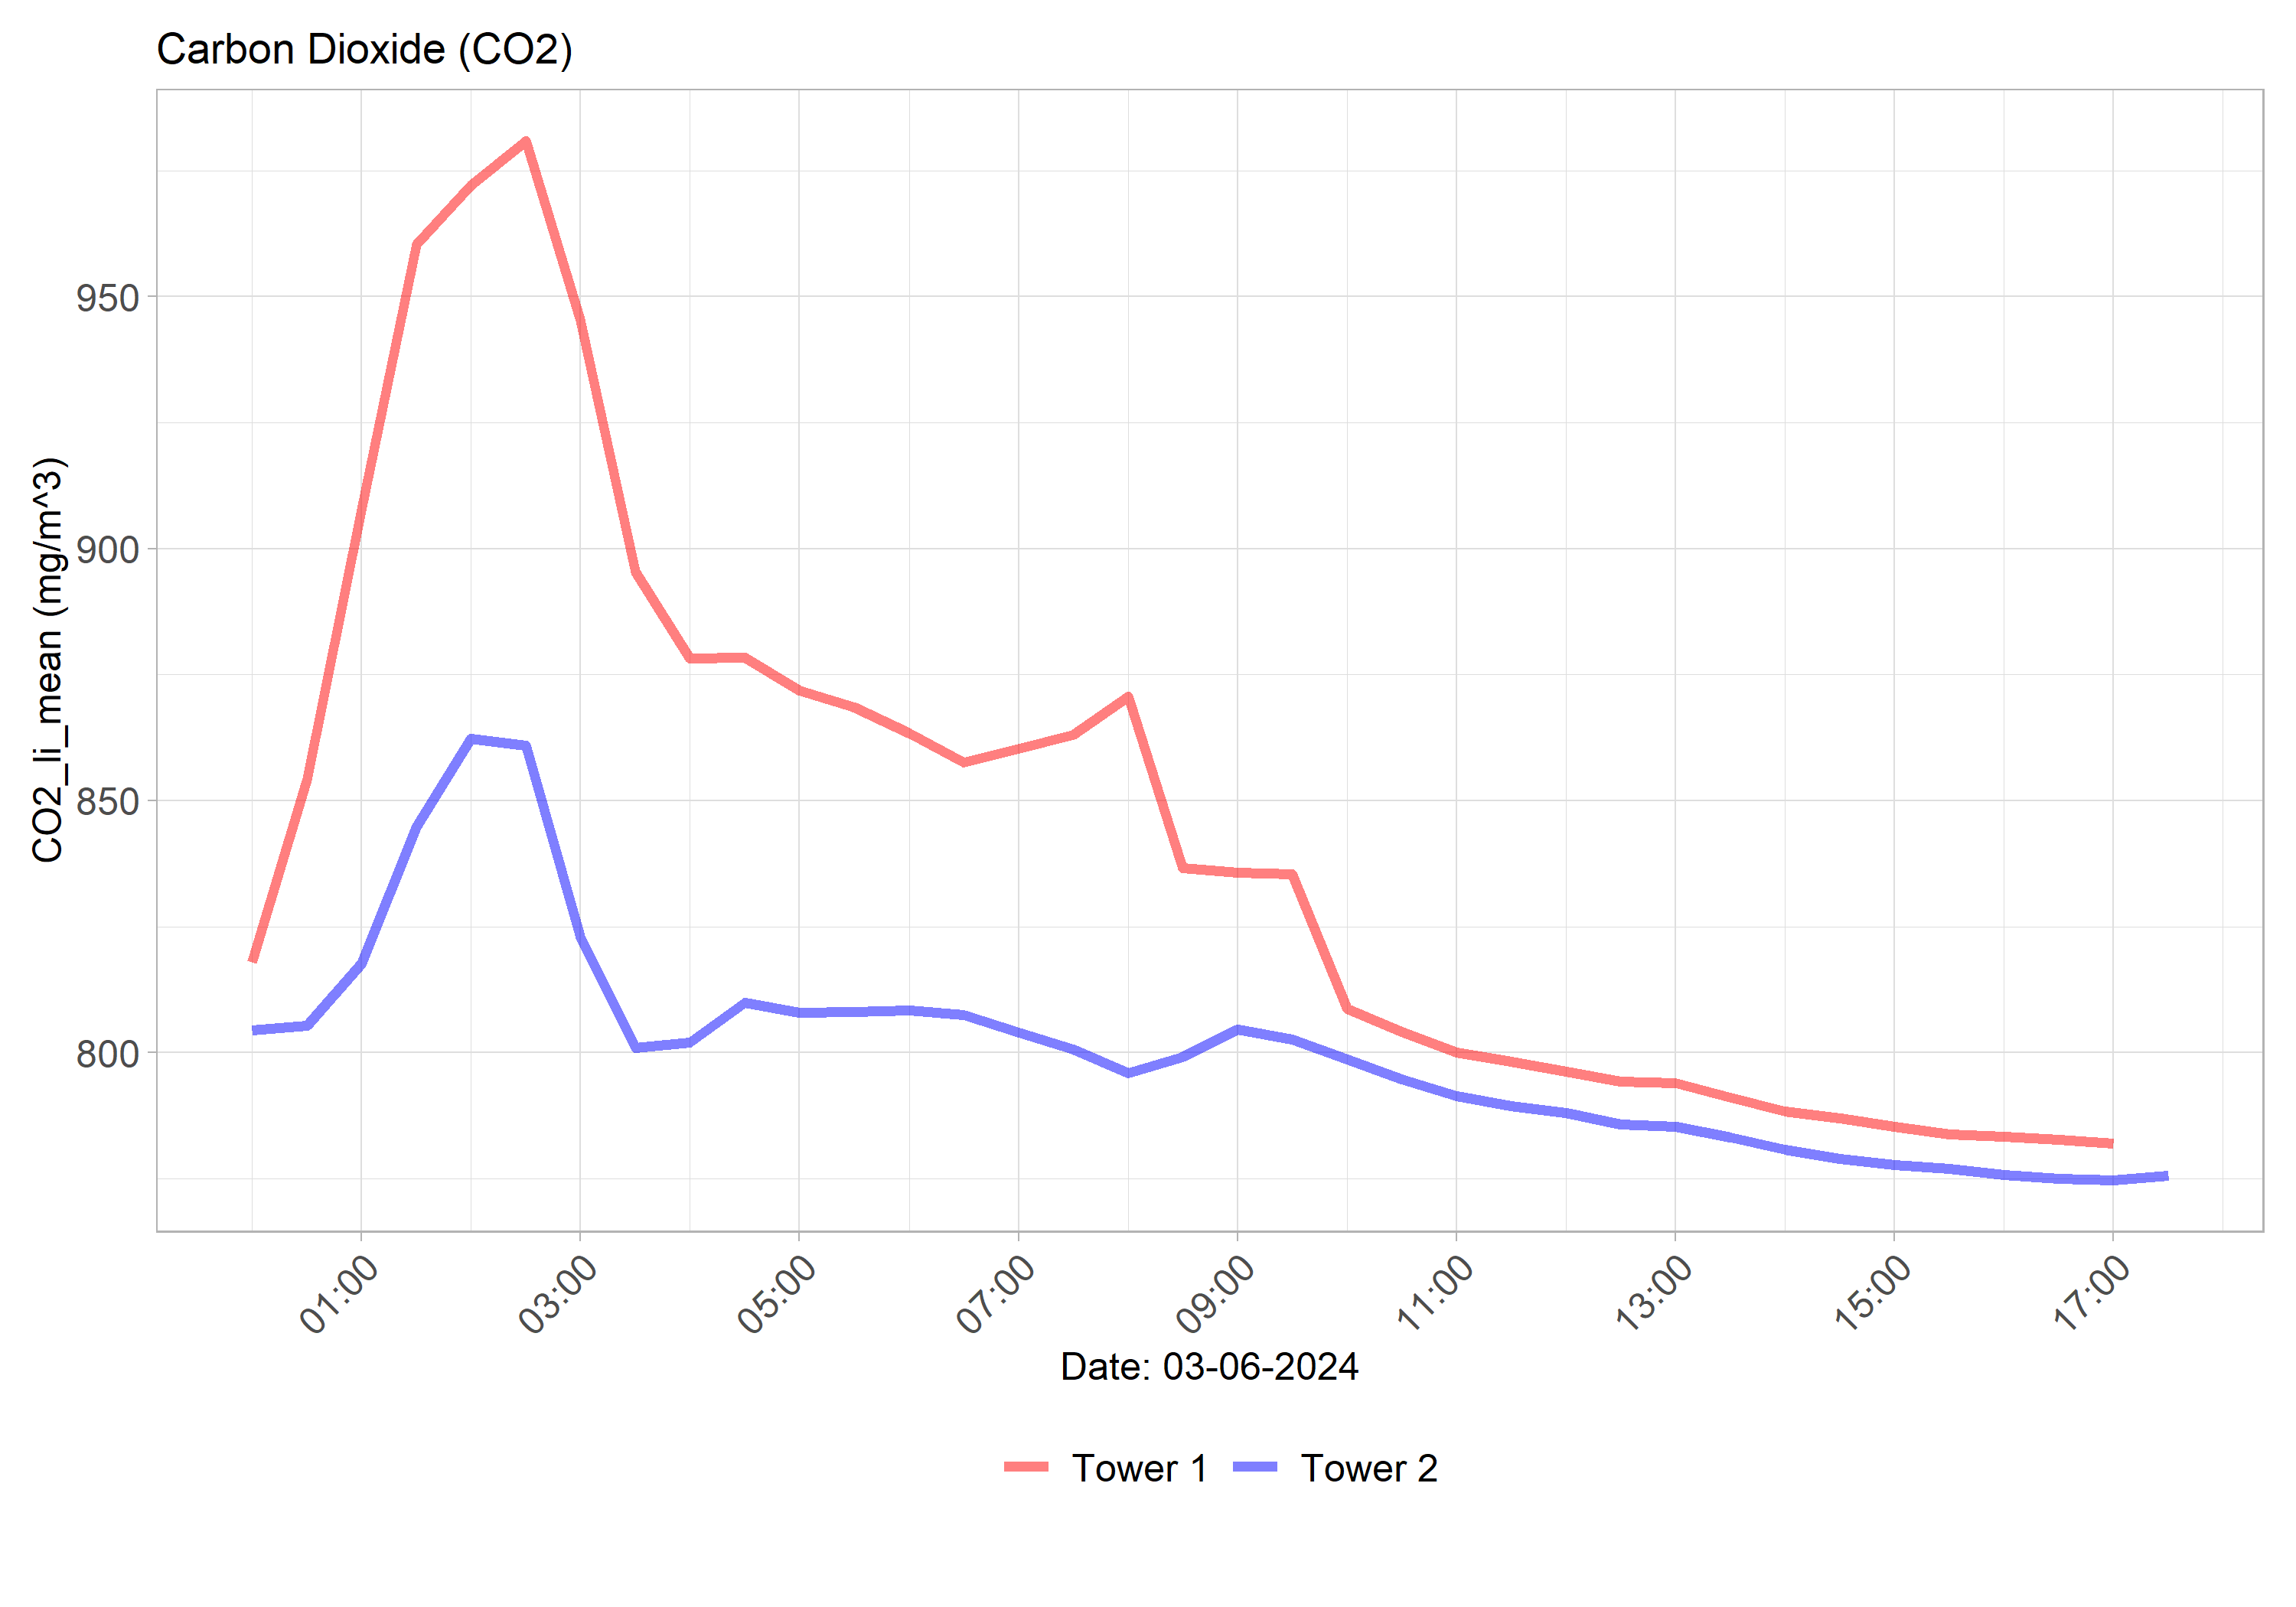 Carbon Dioxide (CO2)
CO2_li_mean (mg/m^3)
950
900
850
800
01:00 03:00 05:00 07:00 09:00 11:00 13:00 15:00 17:00
Date: 03-06-2024
Tower 1 Tower 2